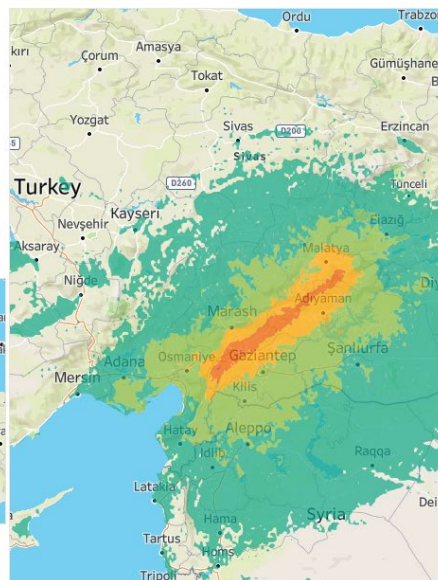 Ordu
Trabzo
Amasya
Gümüşhane
Çorum
Tokat
Sivas
D200
Erzincan
Yozgat
Sivas
D260
Tunceli
Turkey
Kayseri
Nevşehir
Elazığ
Aksaray
Malatya
Niğde
Diy
Adıyaman
Marash
Osmaniye
Gaziantep
Şanlıurfa
Adana
Mersin
Kilis
Hatay
Aleppo
Idlib
Raqqa
Latakia
Deir
Syria
Hama
Tartus
Homs
Tripoli